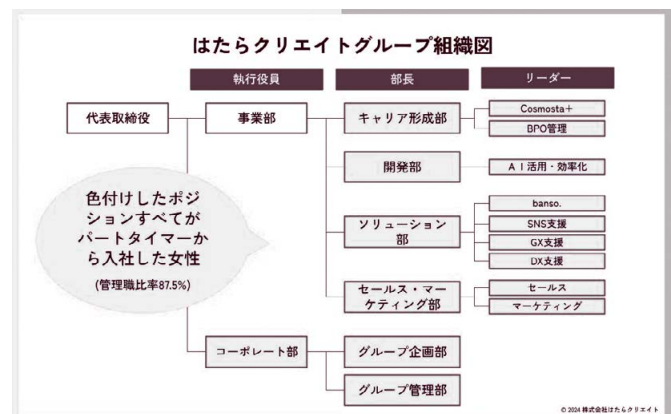 はたらクリエイトグループ組織図
執行役員
部長
リーダー
代表取締役
事業部
キャリア形成部
Cosmosta+
BPO管理
開発部
AI活用・効率化
色付けしたポジ
ションすべてが
パートタイマーか
ら入社した女性
(管理職比率87.5%)
ソリューション
部
banso.
SNS支援
GX支援
DX支援
セールス・マー
ケティング部
セールス
マーケティング
コーポレート部
グループ企画部
グループ管理部
© 2024 株式会社はたらクリエイト